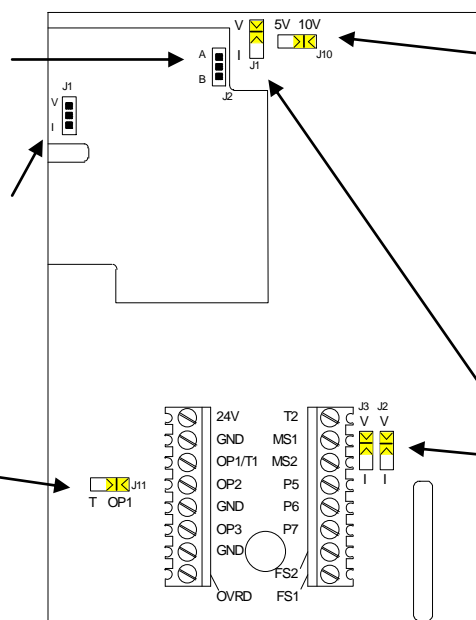 V 5V 10V
A
I J1 J10
B
J2
J1
V
I
J3 J2
24V T2 V V
GND MS1
OP1/T1 MS2
J11 OP2 P5 I I
T OP1
GND P6
OP3 P7
GND
FS2
OVRD FS1